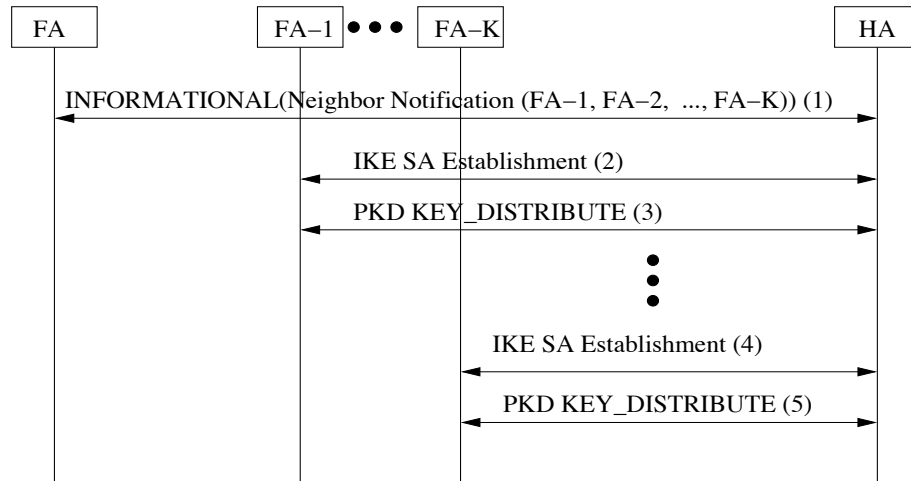 FA FA–1 ••• FA–K HA
INFORMATIONAL(Neighbor Notification (FA–1, FA–2, ..., FA–K)) (1)
IKE SA Establishment (2)
PKD KEY_DISTRIBUTE (3)
IKE SA Establishment (4)
PKD KEY_DISTRIBUTE (5)